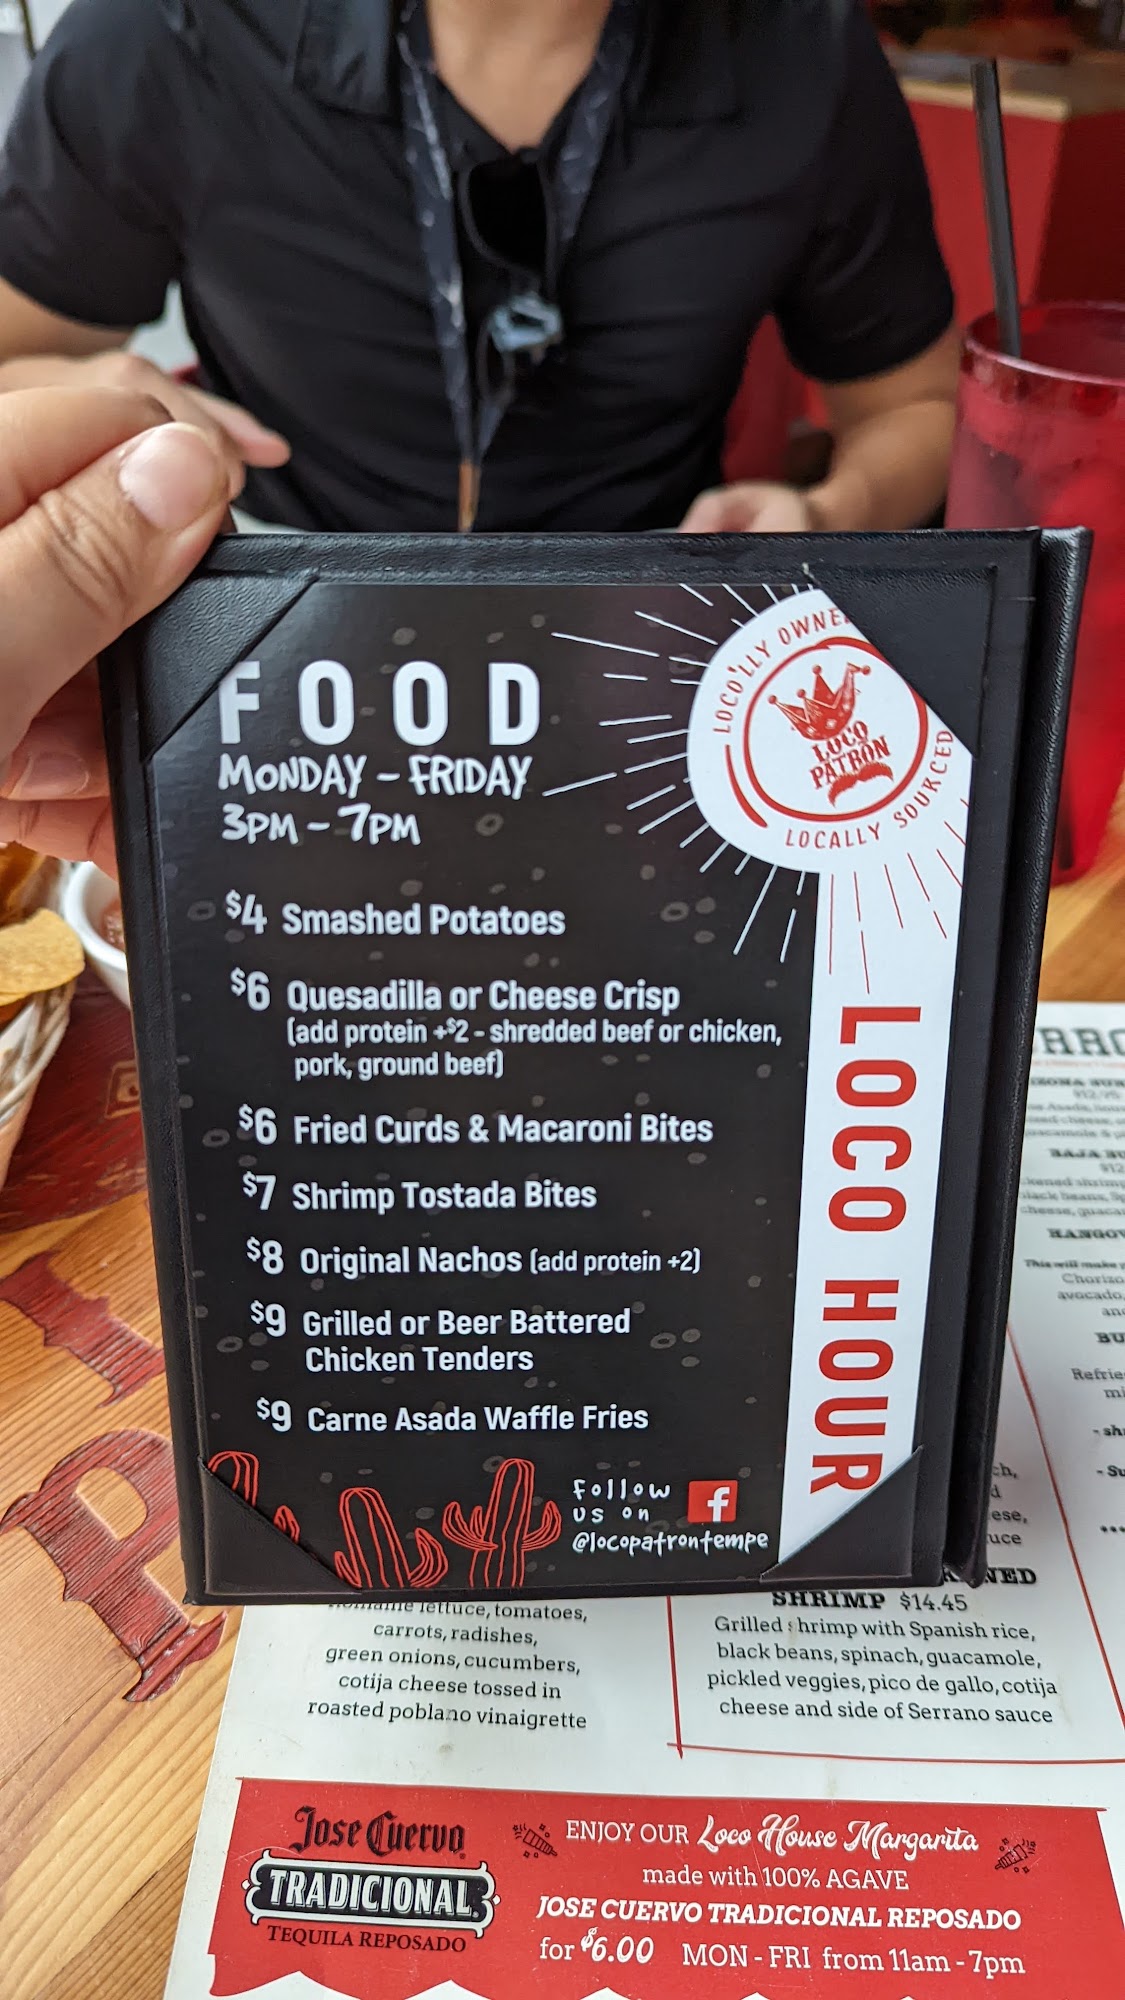 FOOD
MONDAY - FRIDAY
3PM - 7PM
LOCO'LLY OWNE
LOCO
PATRÓN
LOCALLY SOURCED
LOCO HOUR
$4 Smashed Potatoes
$6 Quesadilla or Cheese Crisp
(add protein +$2 - shredded beef or chicken,
pork, ground beef)
$6 Fried Curds & Macaroni Bites
$7 Shrimp Tostada Bites
$8 Original Nachos (add protein +2)
$9 Grilled or Beer Battered
Chicken Tenders
$9 Carne Asada Waffle Fries
Follow
us on
@locopatrontempe
lettuce, tomatoes,
carrots, radishes,
green onions, cucumbers,
cotija cheese tossed in
roasted poblano vinaigrette
SHRIMP $14.45
Grilled shrimp with Spanish rice,
black beans, spinach, guacamole,
pickled veggies, pico de gallo, cotija
cheese and side of Serrano sauce
Jose Cuervo
TRADICIONAL
TEQUILA REPOSADO
ENJOY OUR Loco House Margarita
made with 100% AGAVE
JOSE CUERVO TRADICIONAL REPOSADO
for $6.00 MON - FRI from 11am - 7pm